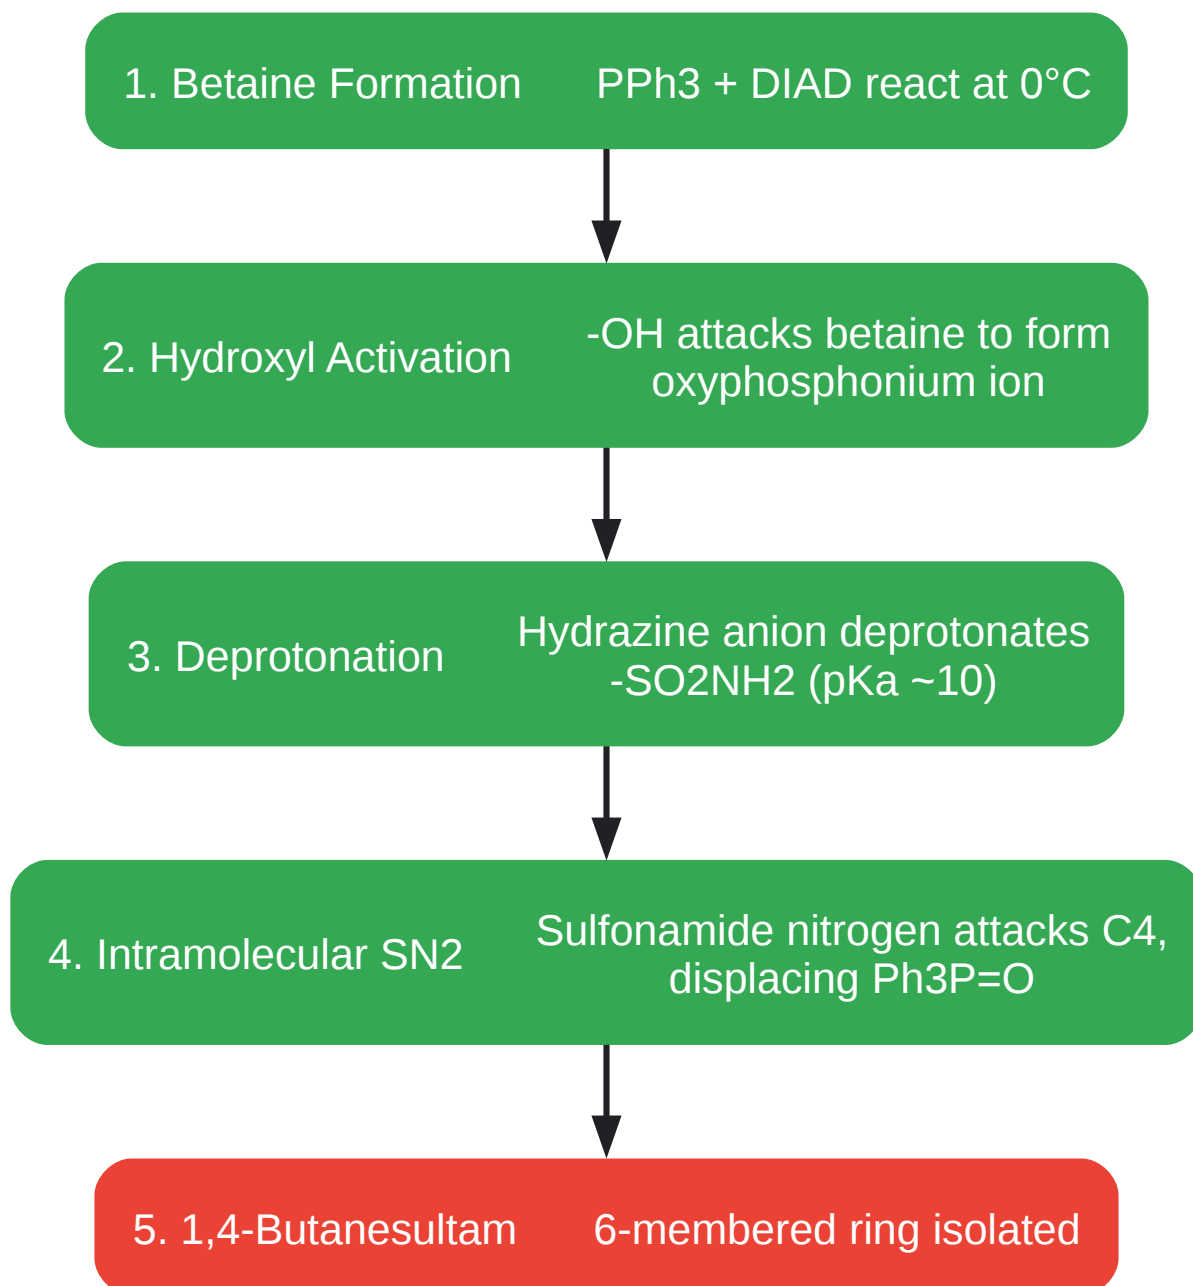 1. Betaine Formation
PPh3 + DIAD react at 0°C
2. Hydroxyl Activation
-OH attacks betaine to form
oxyphosphonium ion
3. Deprotonation
Hydrazine anion deprotonates
-SO2NH2 (pKa ~10)
4. Intramolecular SN2
Sulfonamide nitrogen attacks C4,
displacing Ph3P=O
5. 1,4-Butanesultam
6-membered ring isolated